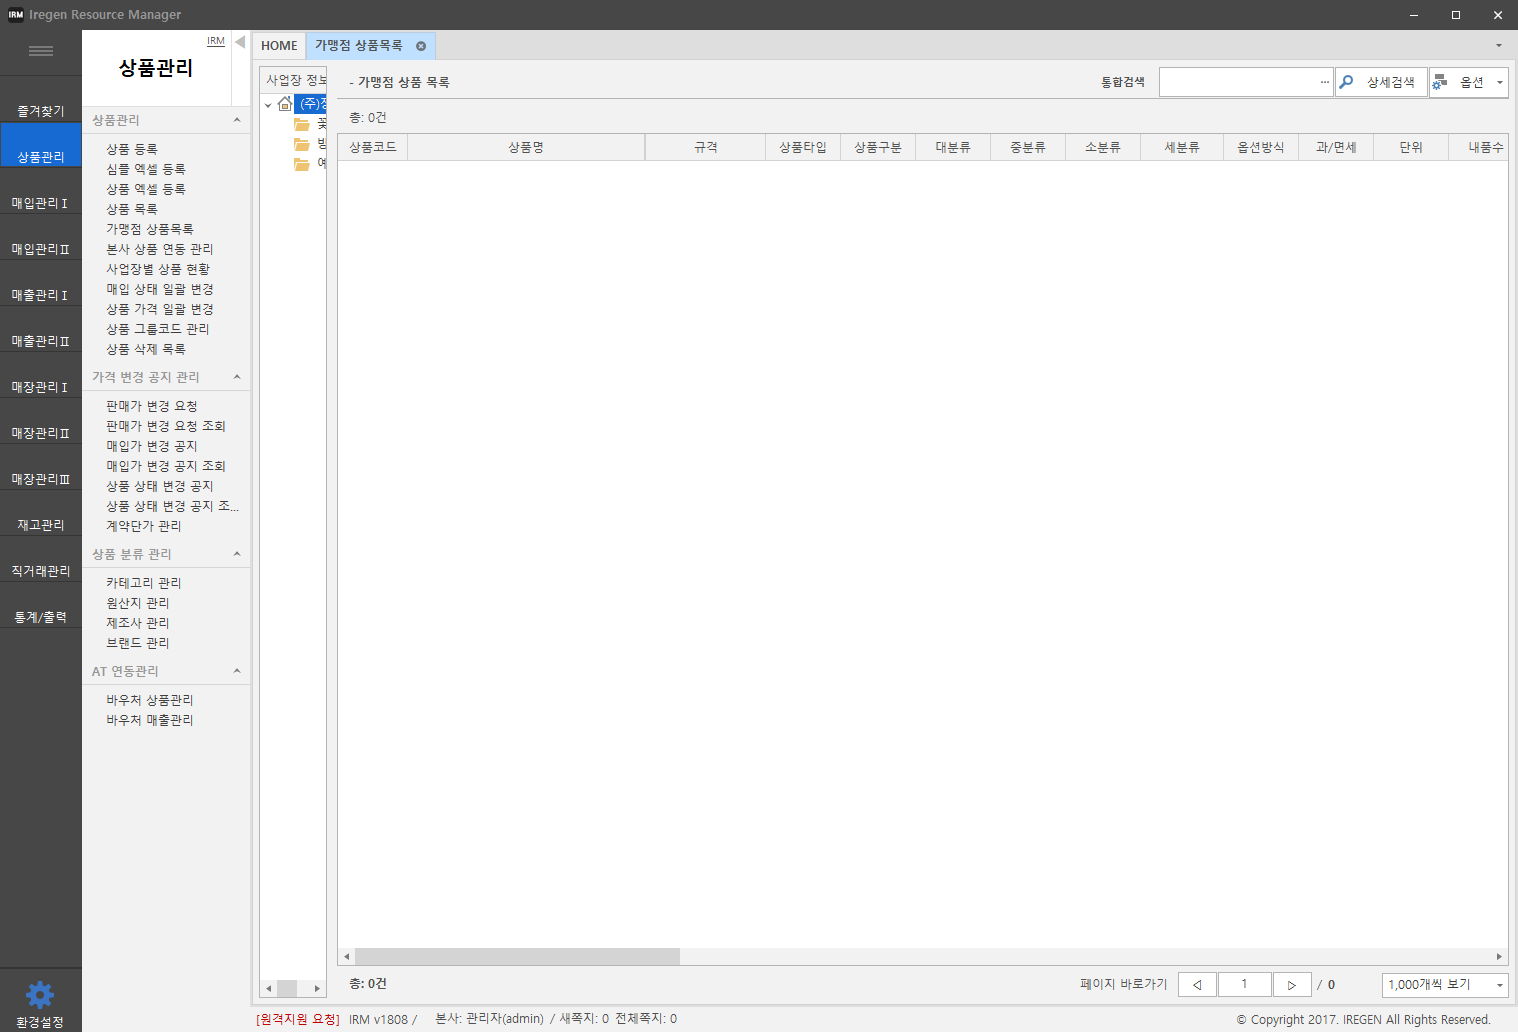 IRM Iregen Resource Manager
즐겨찾기
상품관리
매입관리Ⅰ
매입관리Ⅱ
매출관리Ⅰ
매출관리Ⅱ
매장관리Ⅰ
매장관리Ⅱ
매장관리Ⅲ
재고관리
직거래관리
통계/출력
환경설정
IRM
상품관리
상품관리
상품 등록
심플 엑셀 등록
상품 엑셀 등록
상품 목록
가맹점 상품목록
본사 상품 연동 관리
사업장별 상품 현황
매입 상태 일괄 변경
상품 가격 일괄 변경
상품 그룹코드 관리
상품 삭제 목록
가격 변경 공지 관리
판매가 변경 요청
판매가 변경 요청 조회
매입가 변경 공지
매입가 변경 공지 조회
상품 상태 변경 공지
상품 상태 변경 공지 조...
계약단가 관리
상품 분류 관리
카테고리 관리
원산지 관리
제조사 관리
브랜드 관리
AT 연동관리
바우처 상품관리
바우처 매출관리
HOME 가맹점 상품목록
사업장 정보
(주)
- 가맹점 상품 목록 통합검색 ... 상세검색 옵션
총: 0건
상품코드 상품명 규격 상품타입 상품구분 대분류 중분류 소분류 세분류 옵션방식 과/면세 단위 내품수
총: 0건 페이지 바로가기 1 / 0 1,000개씩 보기
[원격지원 요청] IRM v1808 / 본사: 관리자(admin) / 새쪽지: 0 전체쪽지: 0 © Copyright 2017. IREGEN All Rights Reserved.